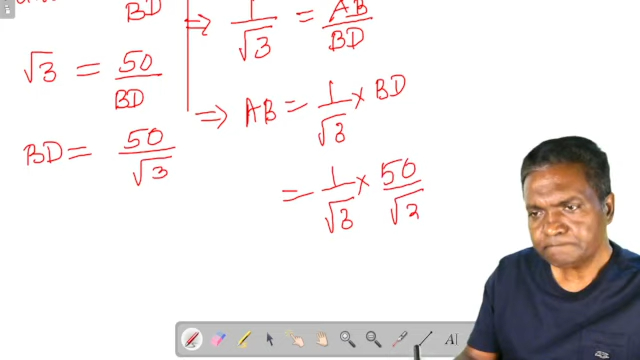 BD
√3 = 50/BD
BD = 50/√3
⇒ 1/√3 = AB/BD
⇒ AB = 1/√3 × BD
= 1/√3 × 50/√3
A